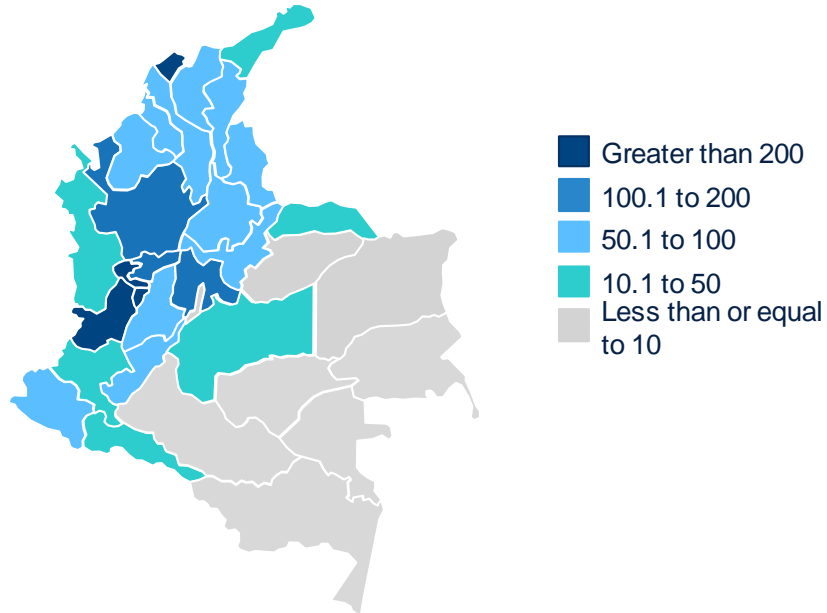 Greater than 200
100.1 to 200
50.1 to 100
10.1 to 50
Less than or equal
to 10